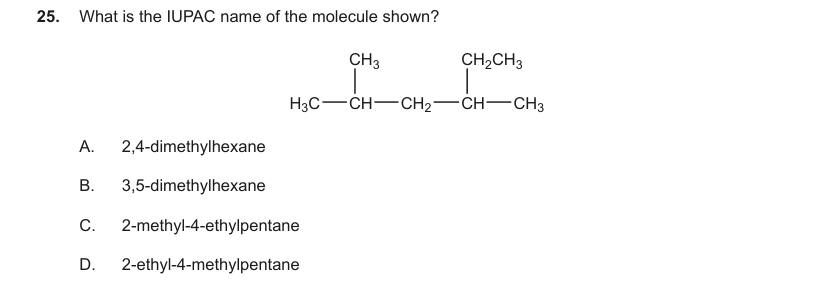 25. What is the IUPAC name of the molecule shown?
CH₃ CH₂CH₃
H₃C—CH—CH₂—CH—CH₃
A. 2,4-dimethylhexane
B. 3,5-dimethylhexane
C. 2-methyl-4-ethylpentane
D. 2-ethyl-4-methylpentane